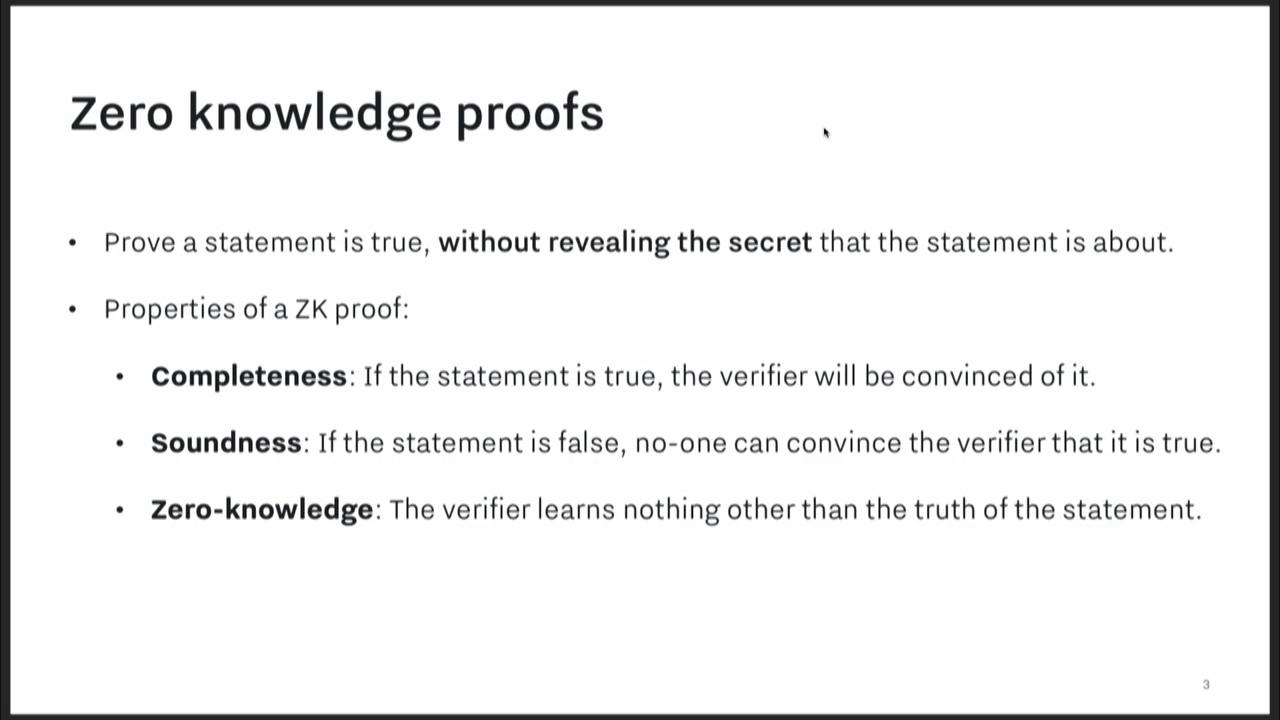 Zero knowledge proofs
• Prove a statement is true, without revealing the secret that the statement is about.
• Properties of a ZK proof:
• Completeness: If the statement is true, the verifier will be convinced of it.
• Soundness: If the statement is false, no-one can convince the verifier that it is true.
• Zero-knowledge: The verifier learns nothing other than the truth of the statement.
3